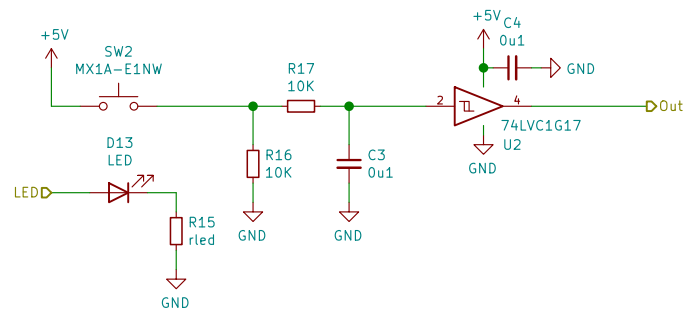 +5V
C4
0u1
+5V
SW2
MX1A-E1NW
GND
R17
10K
2
4
Out
74LVC1G17
U2
D13
LED
R16
10K
C3
0u1
GND
LED
R15
rled
GND
GND
GND